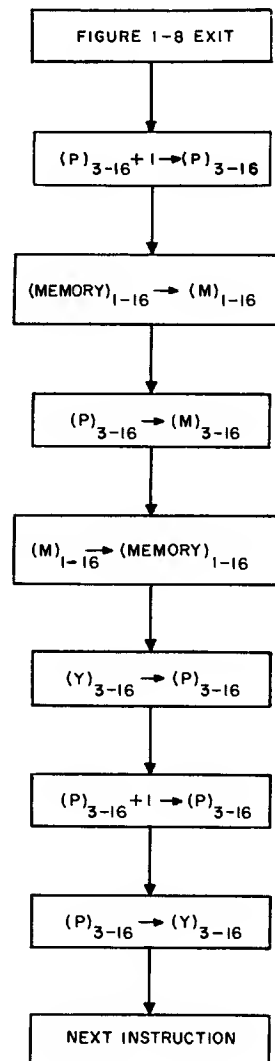 FIGURE 1-8 EXIT
(P)3-16 + 1 → (P)3-16
(MEMORY)1-16 → (M)1-16
(P)3-16 → (M)3-16
(M)1-16 → (MEMORY)1-16
(Y)3-16 → (P)3-16
(P)3-16 + 1 → (P)3-16
(P)3-16 → (Y)3-16
NEXT INSTRUCTION